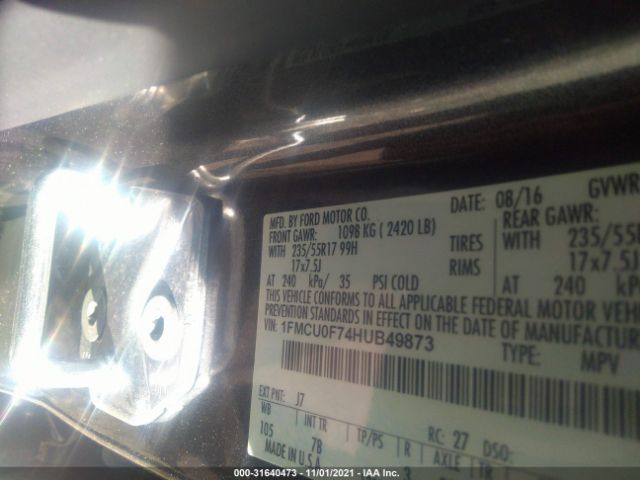 MFD. BY FORD MOTOR CO.
DATE: 08/16 GVWR
FRONT GAWR: 1098 KG ( 2420 LB)
REAR GAWR:
WITH 235/55R17 99H TIRES WITH 235/55R
17x7.5J RIMS 17x7.5J
AT 240 kPa/ 35 PSI COLD AT 240 kPa
THIS VEHICLE CONFORMS TO ALL APPLICABLE FEDERAL MOTOR VEH
PREVENTION STANDARDS IN EFFECT ON THE DATE OF MANUFACTUR
VIN: 1FMCU0F74HUB49873
TYPE: MPV
EXT PNT: J7 RC: 27 DSO:
WB INT TR TP/PS R AXLE TR
105 7B 3
MADE IN U.S.A
000-31640473 - 11/01/2021 - IAA Inc.